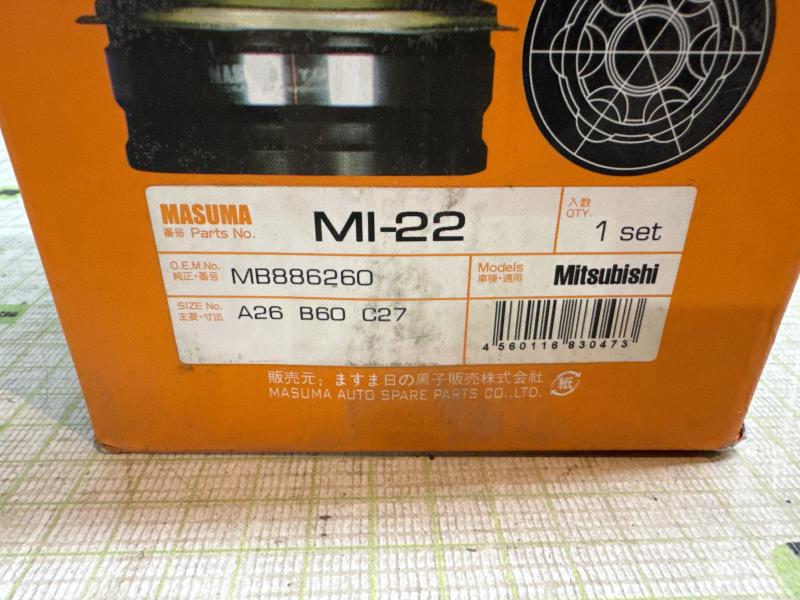 MASUMA
番号 Parts No.
MI-22
入数
QTY.
1 set
O.E.M.No.
純正・番号
MB886260
Models
車種・適用
Mitsubishi
SIZE No.
主要・寸法
A26 B60 C27
4 560116 830473
販売元; ますま日の黒子販売株式会社
紙
MASUMA AUTO SPARE PARTS CO.,LTD.